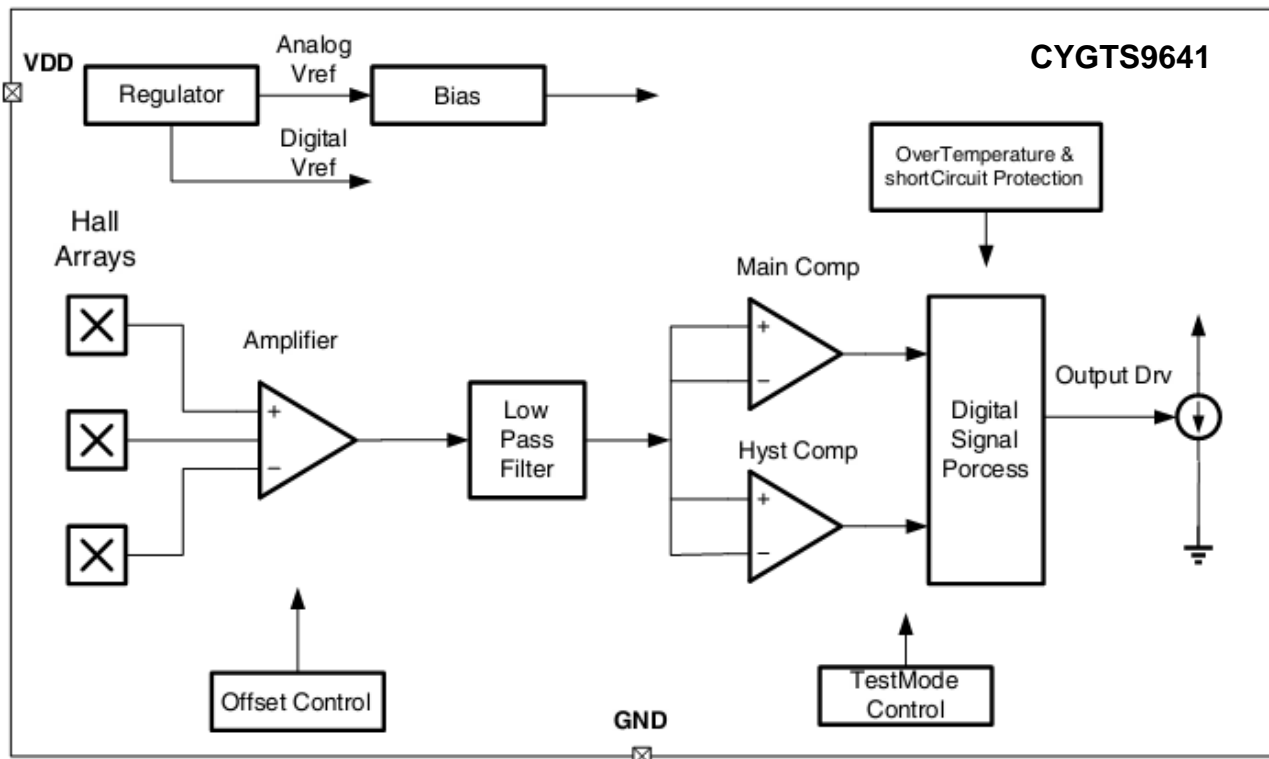 CYGTS9641
VDD
Analog
Vref
Regulator
Bias
Digital
Vref
OverTemperature &
shortCircuit Protection
Hall
Arrays
Main Comp
Amplifier
+
−
Low
Pass
Filter
+
−
Hyst Comp
+
−
Digital
Signal
Porcess
Output Drv
Offset Control
TestMode
Control
GND